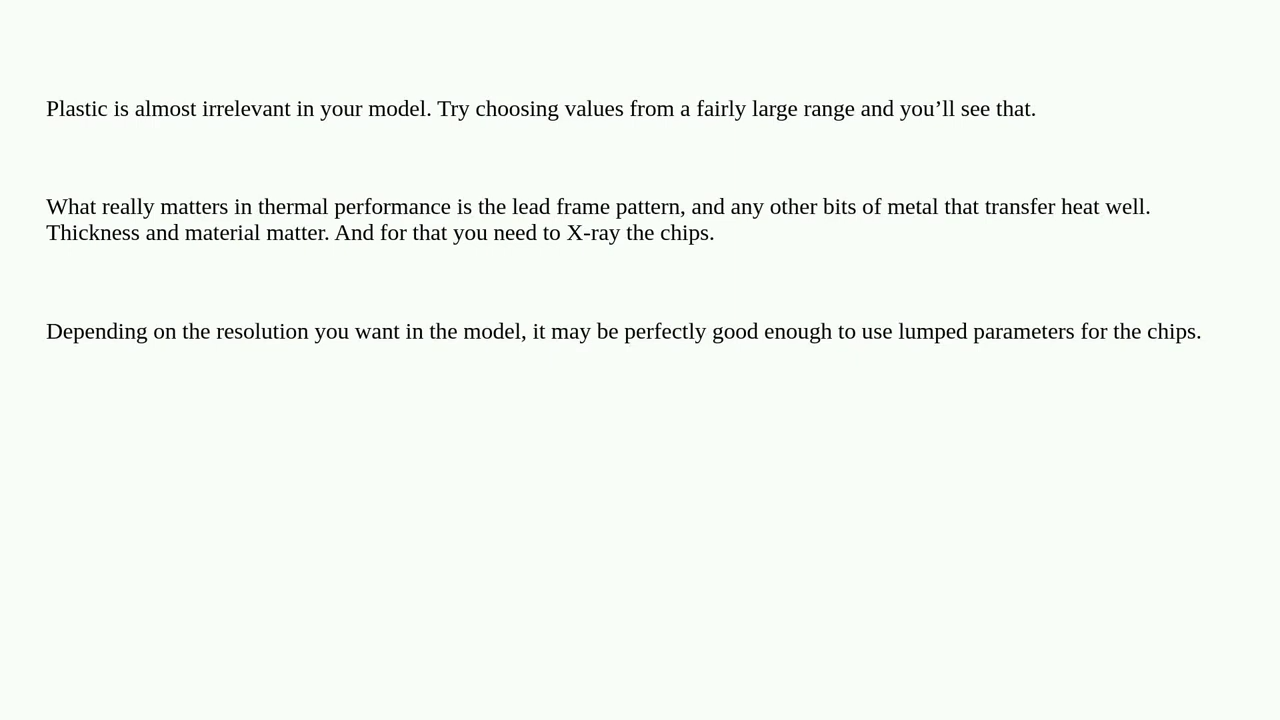 Plastic is almost irrelevant in your model. Try choosing values from a fairly large range and you’ll see that.
What really matters in thermal performance is the lead frame pattern, and any other bits of metal that transfer heat well.
Thickness and material matter. And for that you need to X-ray the chips.
Depending on the resolution you want in the model, it may be perfectly good enough to use lumped parameters for the chips.